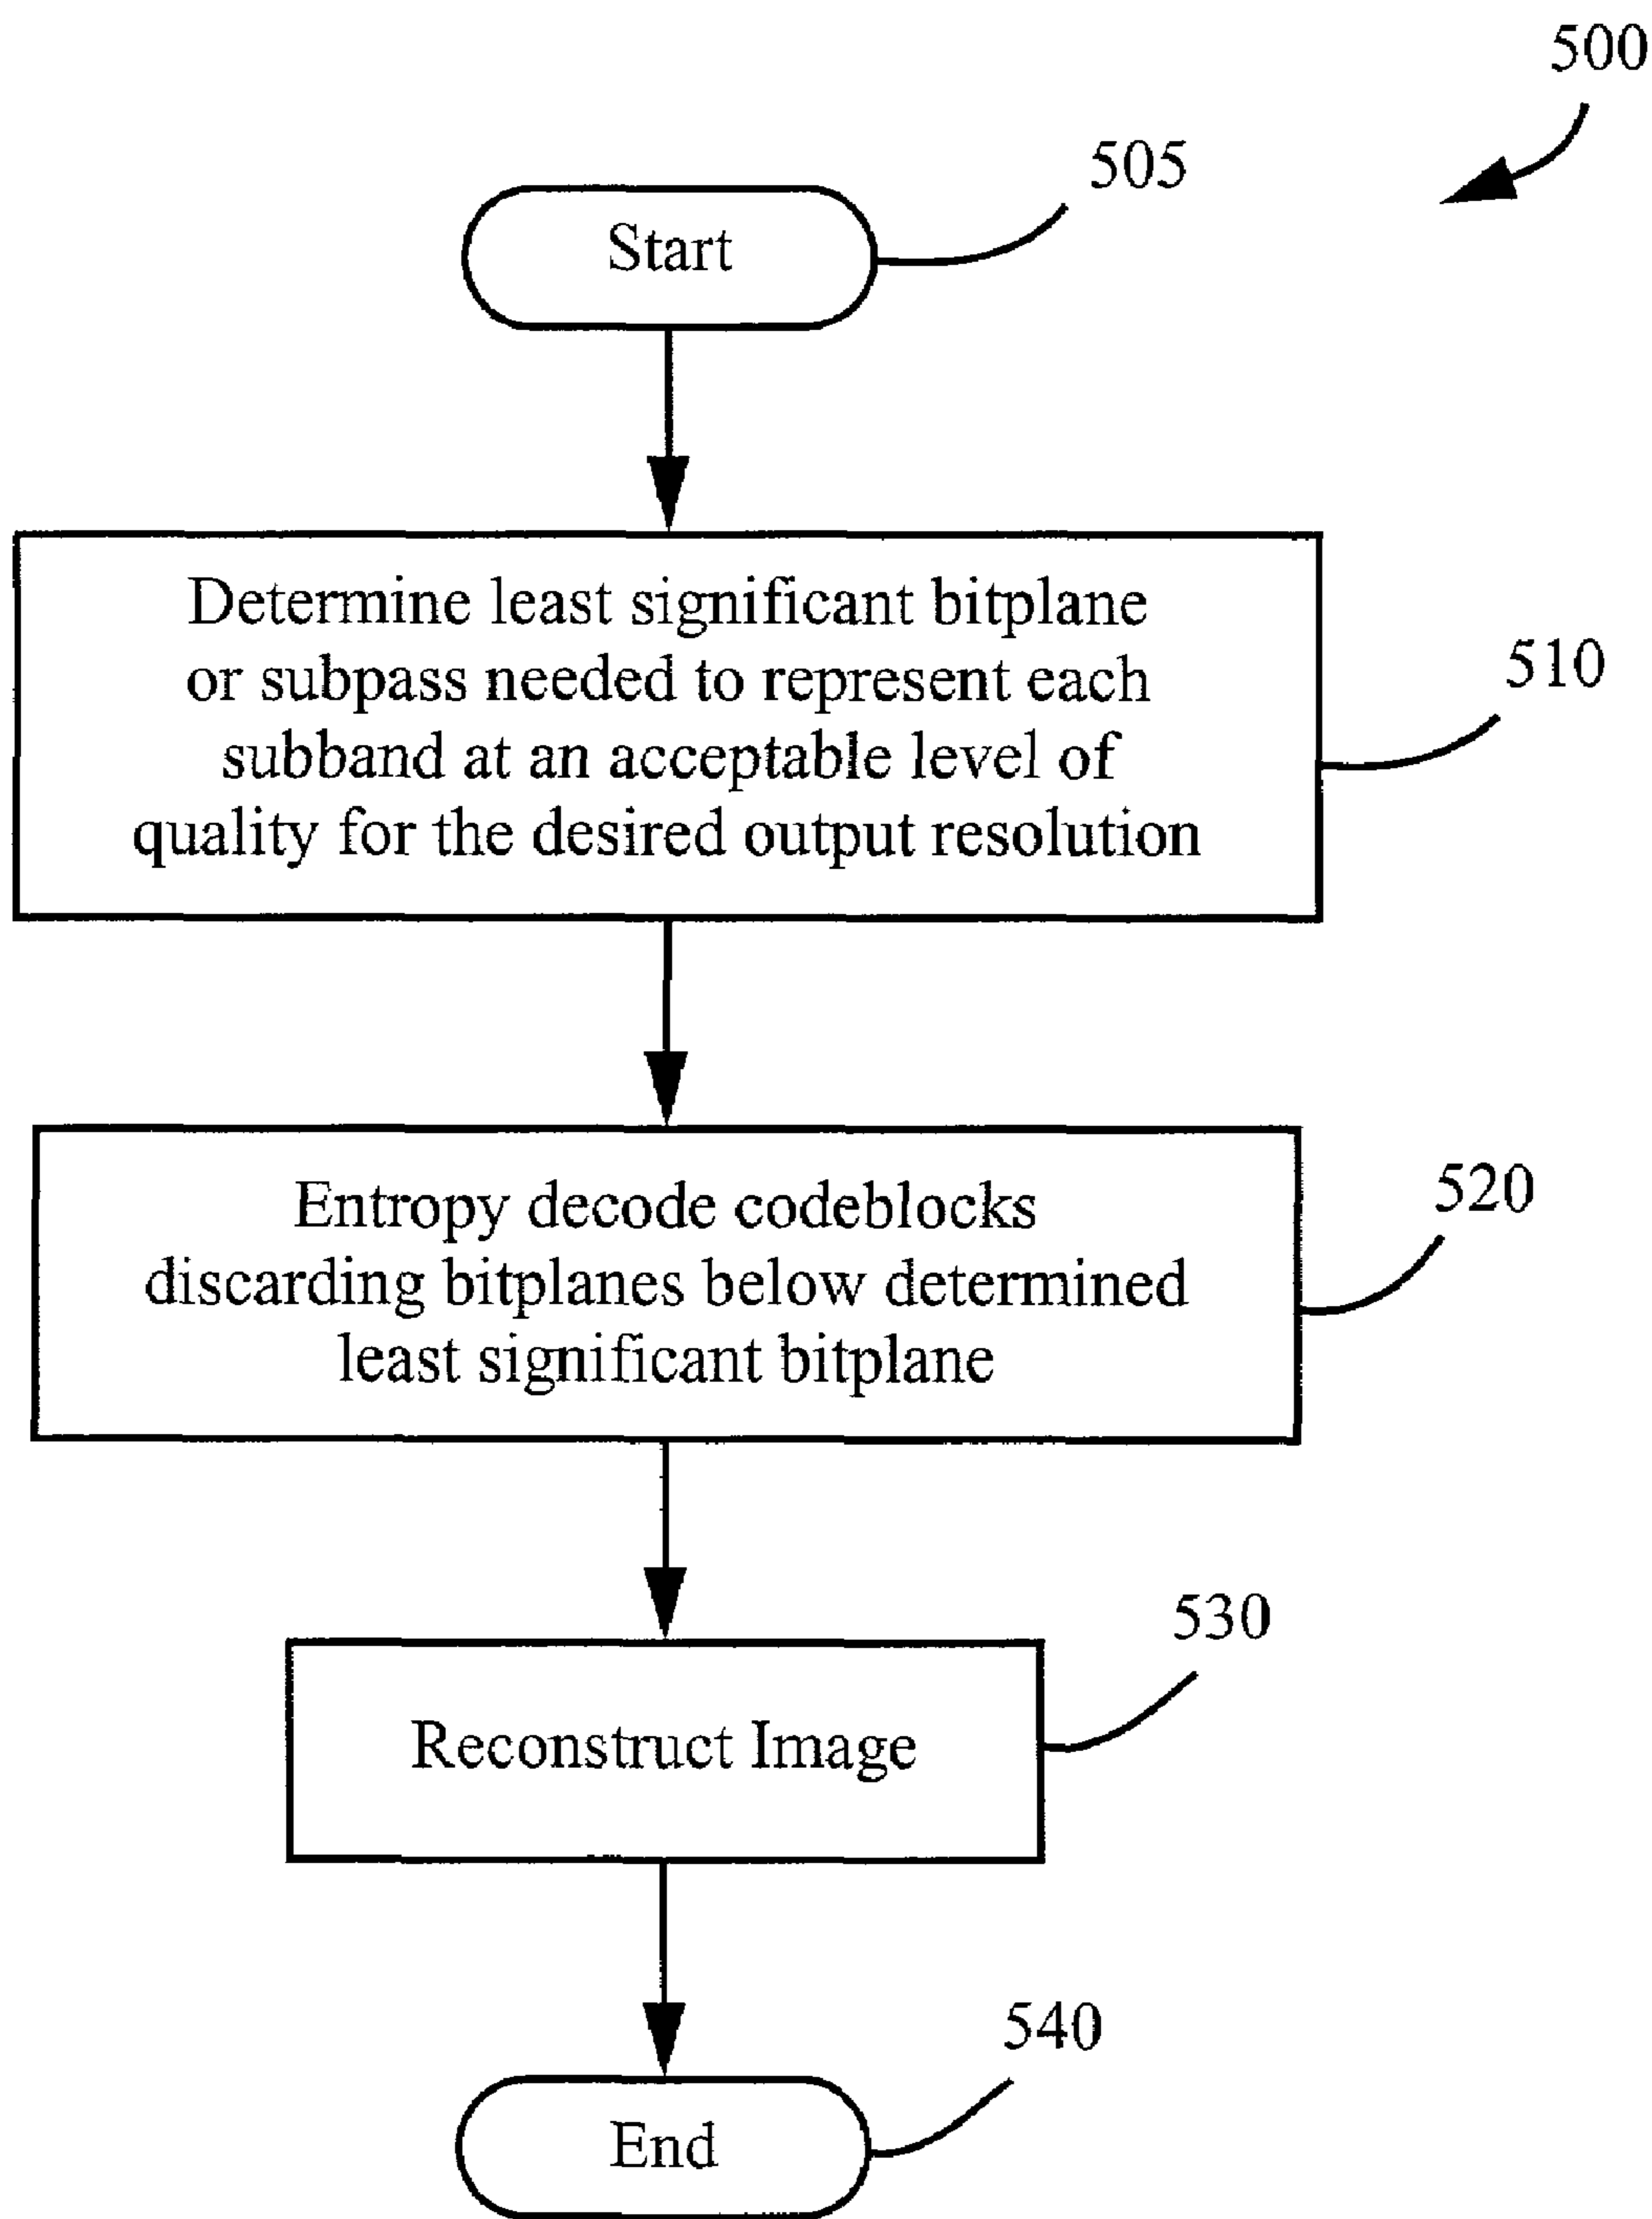 500
505
Start
Determine least significant bitplane
or subpass needed to represent each
subband at an acceptable level of
quality for the desired output resolution
510
Entropy decode codeblocks
discarding bitplanes below determined
least significant bitplane
520
530
Reconstruct Image
540
End